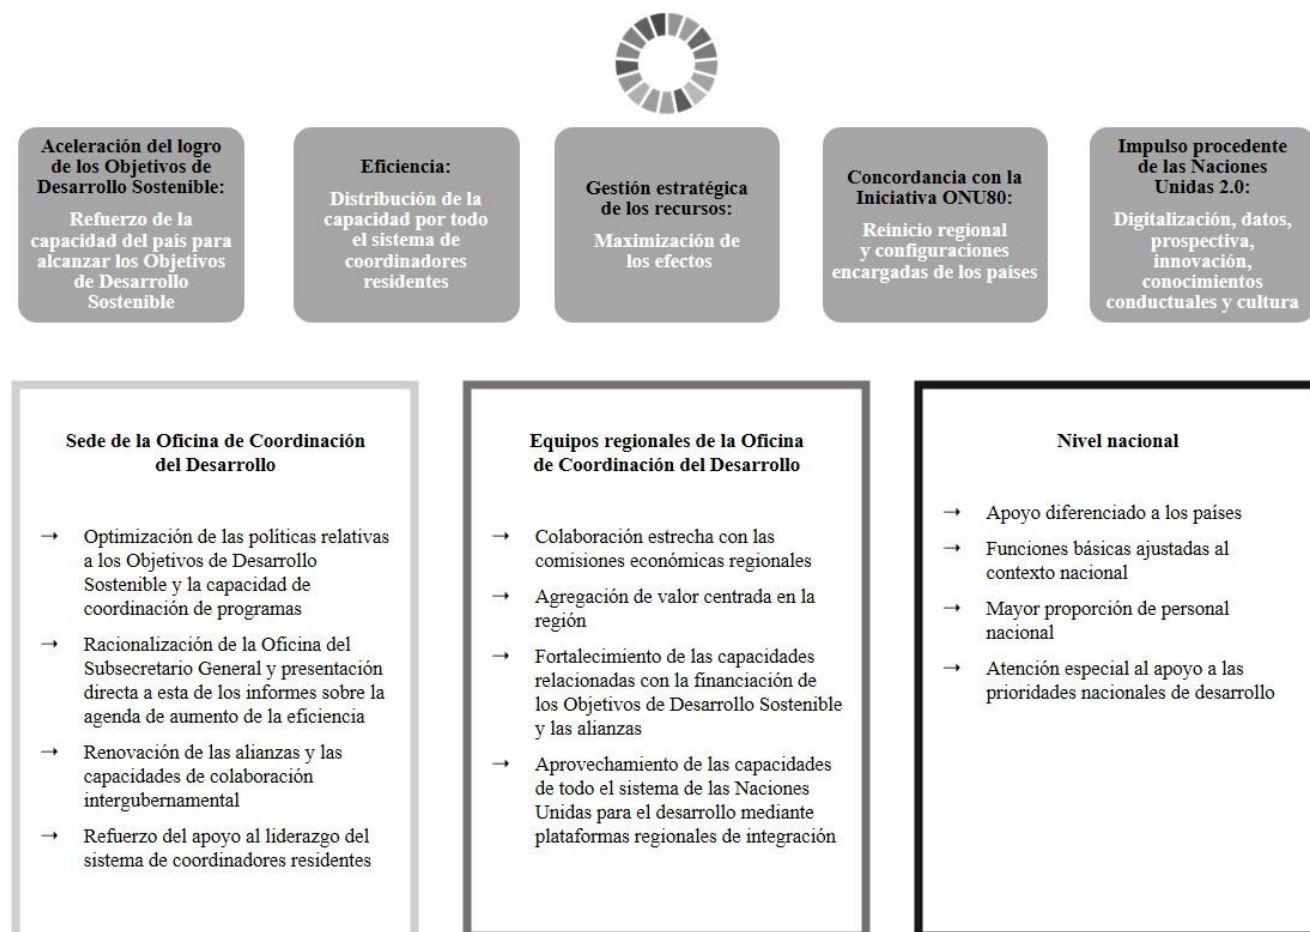 Aceleración del logro
de los Objetivos de
Desarrollo Sostenible:
Refuerzo de la
capacidad del país para
alcanzar los Objetivos
de Desarrollo
Sostenible
Eficiencia:
Distribución de la
capacidad por todo
el sistema de
coordinadores
residentes
Gestión estratégica
de los recursos:
Maximización de
los efectos
Concordancia con la
Iniciativa ONU80:
Reinicio regional
y configuraciones
encargadas de los países
Impulso procedente
de las Naciones
Unidas 2.0:
Digitalización, datos,
prospectiva,
innovación,
conocimientos
conductuales y cultura
Sede de la Oficina de Coordinación
del Desarrollo
→ Optimización de las políticas relativas
a los Objetivos de Desarrollo
Sostenible y la capacidad de
coordinación de programas
→ Racionalización de la Oficina del
Subsecretario General y presentación
directa a esta de los informes sobre la
agenda de aumento de la eficiencia
→ Renovación de las alianzas y las
capacidades de colaboración
intergubernamental
→ Refuerzo del apoyo al liderazgo del
sistema de coordinadores residentes
Equipos regionales de la Oficina
de Coordinación del Desarrollo
→ Colaboración estrecha con las
comisiones económicas regionales
→ Agregación de valor centrada en la
región
→ Fortalecimiento de las capacidades
relacionadas con la financiación de
los Objetivos de Desarrollo Sostenible
y las alianzas
→ Aprovechamiento de las capacidades
de todo el sistema de las Naciones
Unidas para el desarrollo mediante
plataformas regionales de integración
Nivel nacional
→ Apoyo diferenciado a los países
→ Funciones básicas ajustadas al
contexto nacional
→ Mayor proporción de personal
nacional
→ Atención especial al apoyo a las
prioridades nacionales de desarrollo